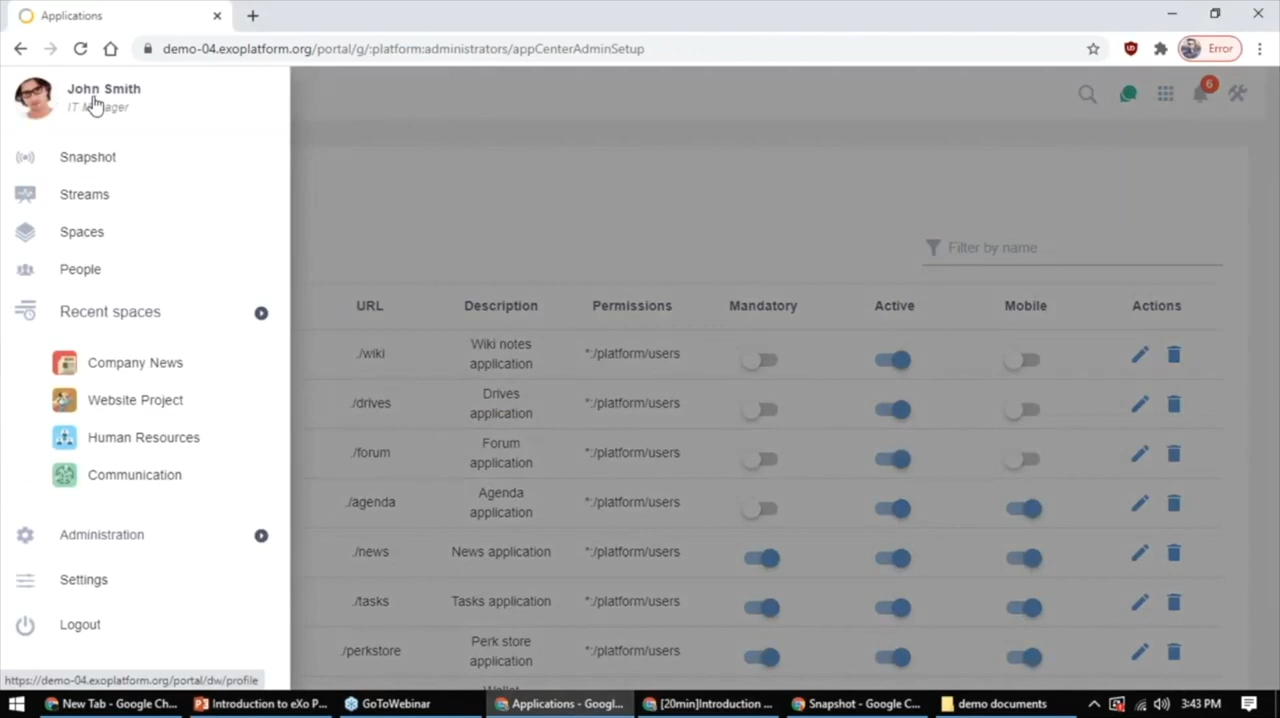 Applications
demo-04.exoplatform.org/portal/g/:platform:administrators/appCenterAdminSetup
Error
John Smith
6
Snapshot
Streams
Spaces
People
Recent spaces
Company News
Website Project
Human Resources
Communication
Administration
Settings
Logout
Filter by name ...
URL Description Permissions Mandatory Active Mobile Actions
./wiki Wiki notes application *:/platform/users
./drives Drives application *:/platform/users
./forum Forum application *:/platform/users
./agenda Agenda application *:/platform/users
./news News application *:/platform/users
./tasks Tasks application *:/platform/users
./perkstore Perk store application *:/platform/users
https://demo-04.exoplatform.org/portal/dw/profile
New Tab - Google Ch...
Introduction to eXo P...
GoToWebinar
Applications - Googl...
[20min]Introduction ...
Snapshot - Google C...
demo documents
3:43 PM